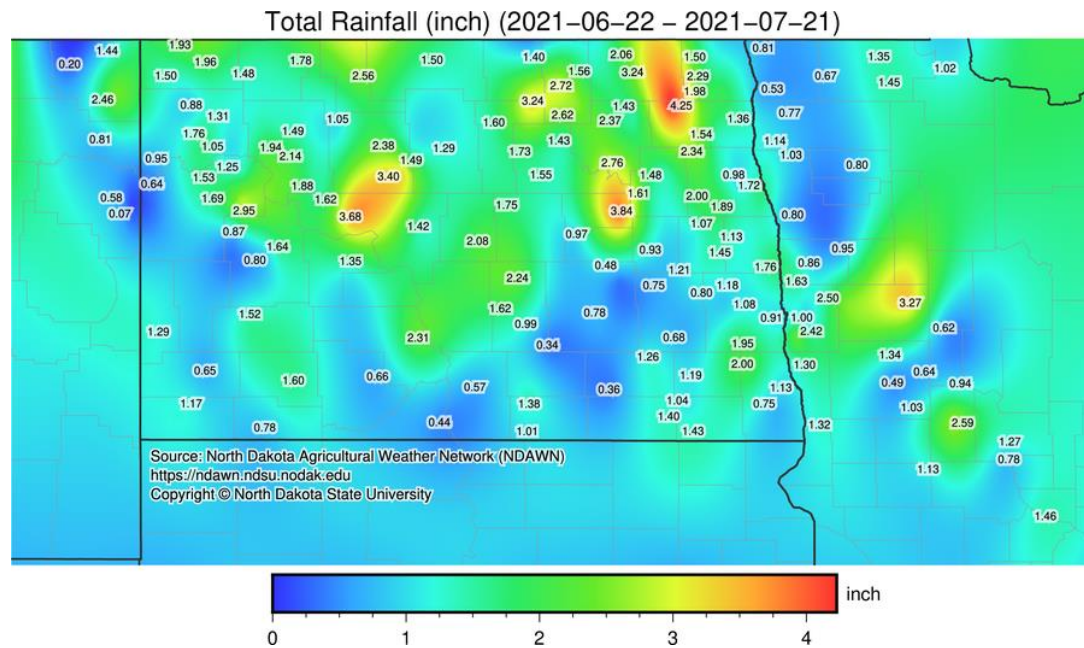 Total Rainfall (inch) (2021−06−22 − 2021−07−21)
1.93 0.81
1.44 1.96 1.78 1.50 1.40 2.06 1.50 1.35
0.20 1.50 1.48 2.56 1.56 3.24 2.29 0.67 1.02
2.46 2.72 1.98 0.53 1.45
0.88 1.31 1.05 3.24 2.62 1.43 4.25 0.77
1.60 2.37 1.36
0.81 1.76 1.05 1.49 2.38 1.29 1.43 1.54 1.14
0.95 1.94 2.14 1.49 1.73 2.76 2.34 1.03 0.80
0.64 1.53 1.25 1.88 3.40 1.55 1.48 0.98 1.72
0.58 1.69 1.62 1.61 2.00
0.07 2.95 3.68 1.75 3.84 1.89 0.80
0.87 1.42 0.97 1.07 1.13
0.80 1.64 1.35 2.08 0.48 0.93 1.45 0.95
2.24 0.75 1.21 1.18 1.76 0.86 1.63
1.52 1.62 0.78 0.80 1.08 2.50 3.27
1.29 2.31 0.99 0.68 0.91 1.00 2.42 0.62
0.34 1.26 1.95 1.34
0.65 1.60 0.66 0.57 0.36 1.19 2.00 1.30 0.64
1.17 1.38 1.04 1.13 0.49 0.94
0.78 0.44 1.01 1.40 1.43 0.75 1.32 1.03 2.59
1.27
1.13 0.78
1.46
Source: North Dakota Agricultural Weather Network (NDAWN)
https://ndawn.ndsu.nodak.edu
Copyright © North Dakota State University
inch
0 1 2 3 4